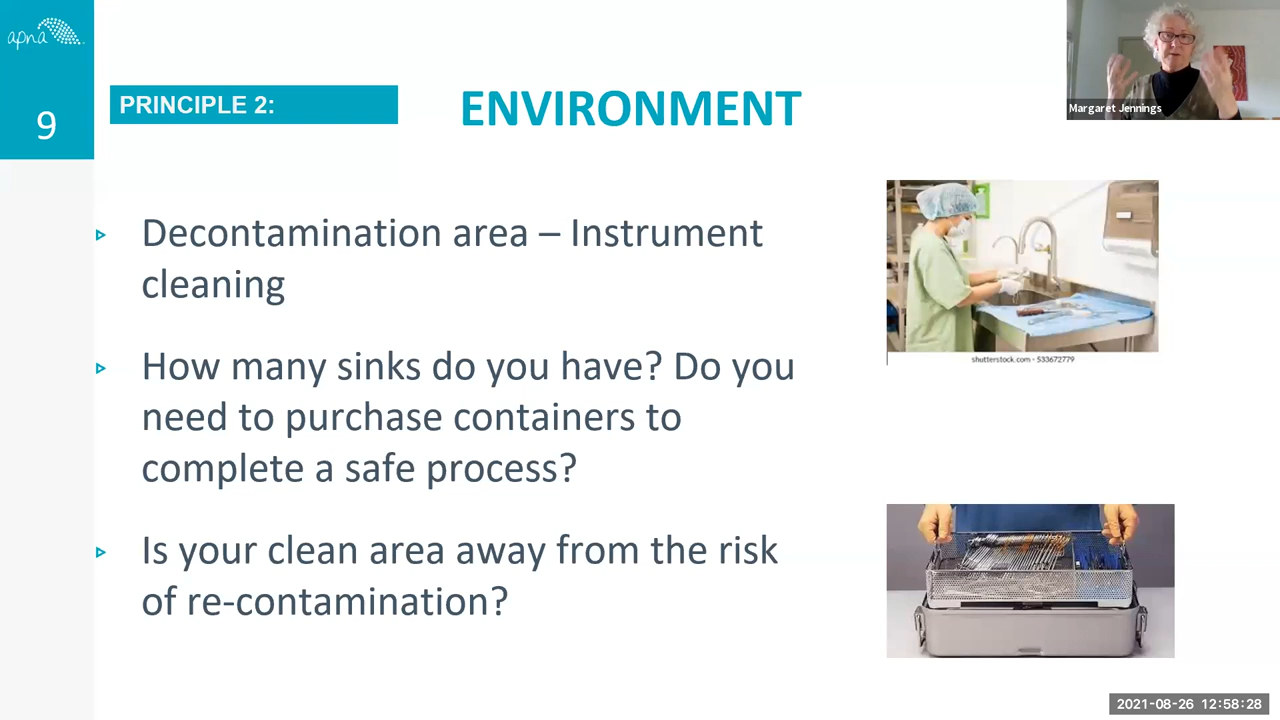 apna
9
PRINCIPLE 2:
ENVIRONMENT
Margaret Jennings
Decontamination area – Instrument
cleaning
How many sinks do you have? Do you
need to purchase containers to
complete a safe process?
Is your clean area away from the risk
of re-contamination?
shutterstock.com - 533672779
2021-08-26 12:58:28